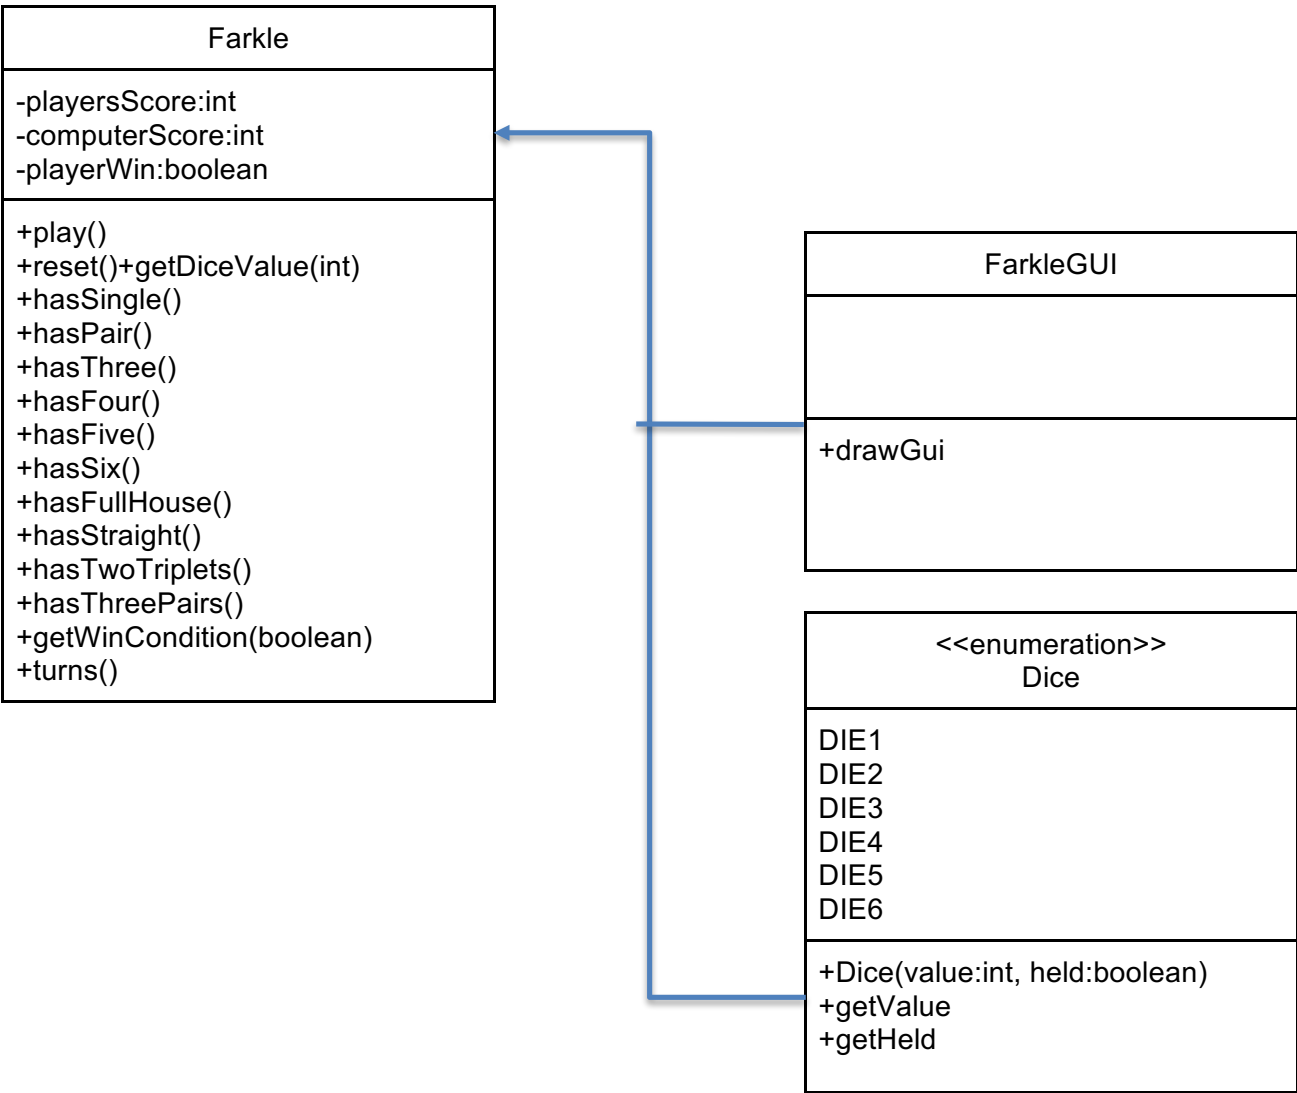 Farkle
-playersScore:int
-computerScore:int
-playerWin:boolean
+play()
+reset()+getDiceValue(int)
+hasSingle()
+hasPair()
+hasThree()
+hasFour()
+hasFive()
+hasSix()
+hasFullHouse()
+hasStraight()
+hasTwoTriplets()
+hasThreePairs()
+getWinCondition(boolean)
+turns()
FarkleGUI
+drawGui
<<enumeration>>
Dice
DIE1
DIE2
DIE3
DIE4
DIE5
DIE6
+Dice(value:int, held:boolean)
+getValue
+getHeld